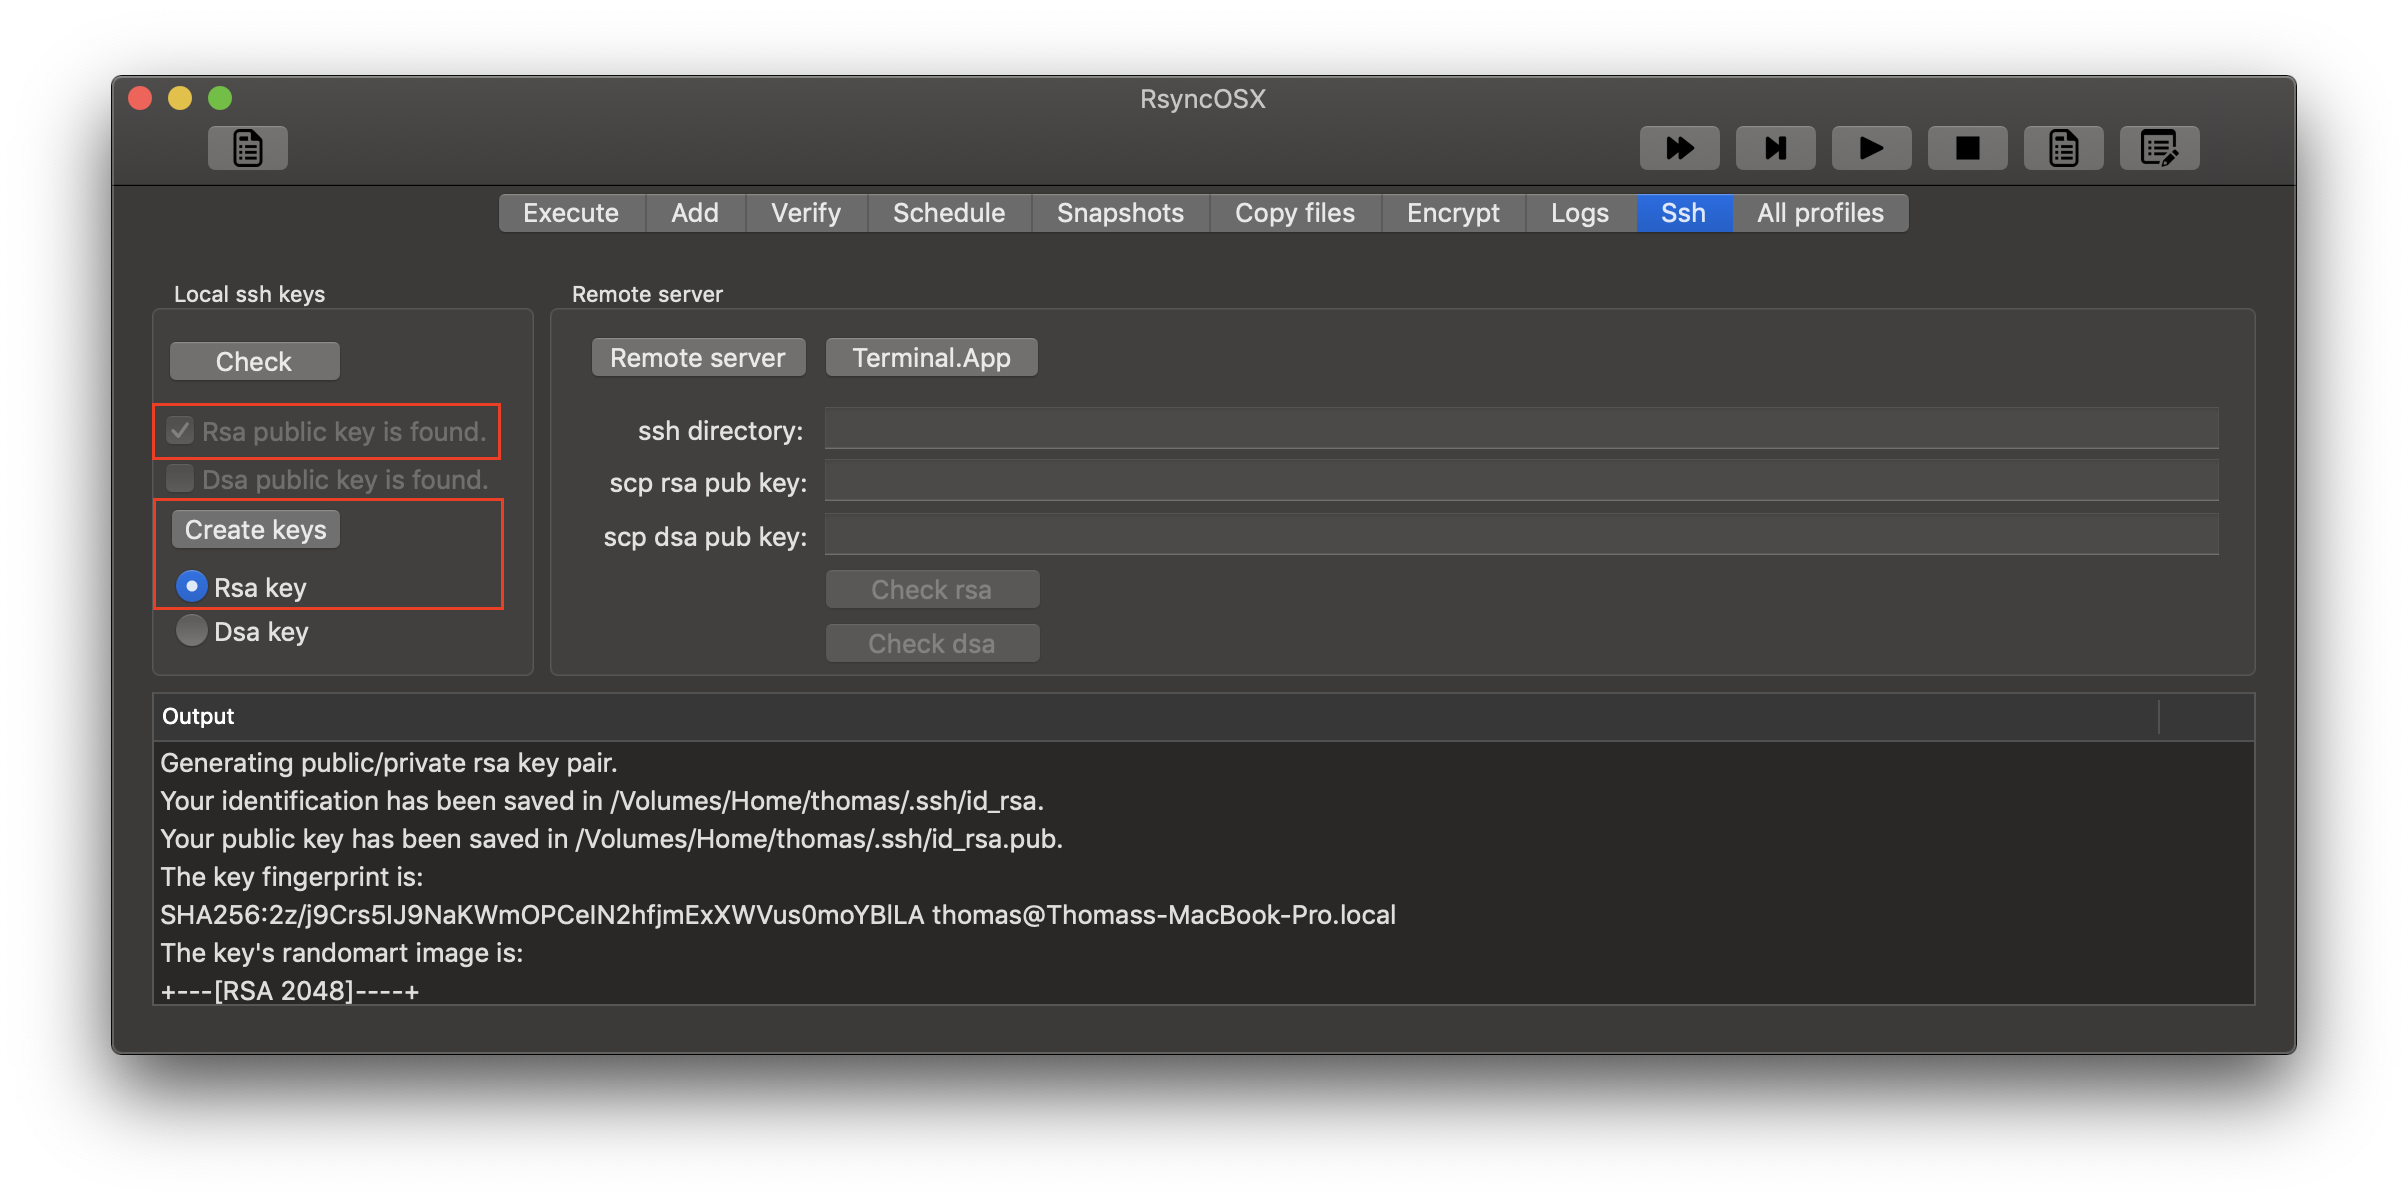 RsyncOSX
Execute Add Verify Schedule Snapshots Copy files Encrypt Logs Ssh All profiles
Local ssh keys
Check
Rsa public key is found.
Dsa public key is found.
Create keys
Rsa key
Dsa key
Remote server
Remote server Terminal.App
ssh directory:
scp rsa pub key:
scp dsa pub key:
Check rsa
Check dsa
Output
Generating public/private rsa key pair.
Your identification has been saved in /Volumes/Home/thomas/.ssh/id_rsa.
Your public key has been saved in /Volumes/Home/thomas/.ssh/id_rsa.pub.
The key fingerprint is:
SHA256:2z/j9Crs5IJ9NaKWmOPCeIN2hfjmExXWVus0moYBlLA thomas@Thomass-MacBook-Pro.local
The key's randomart image is:
+---[RSA 2048]----+